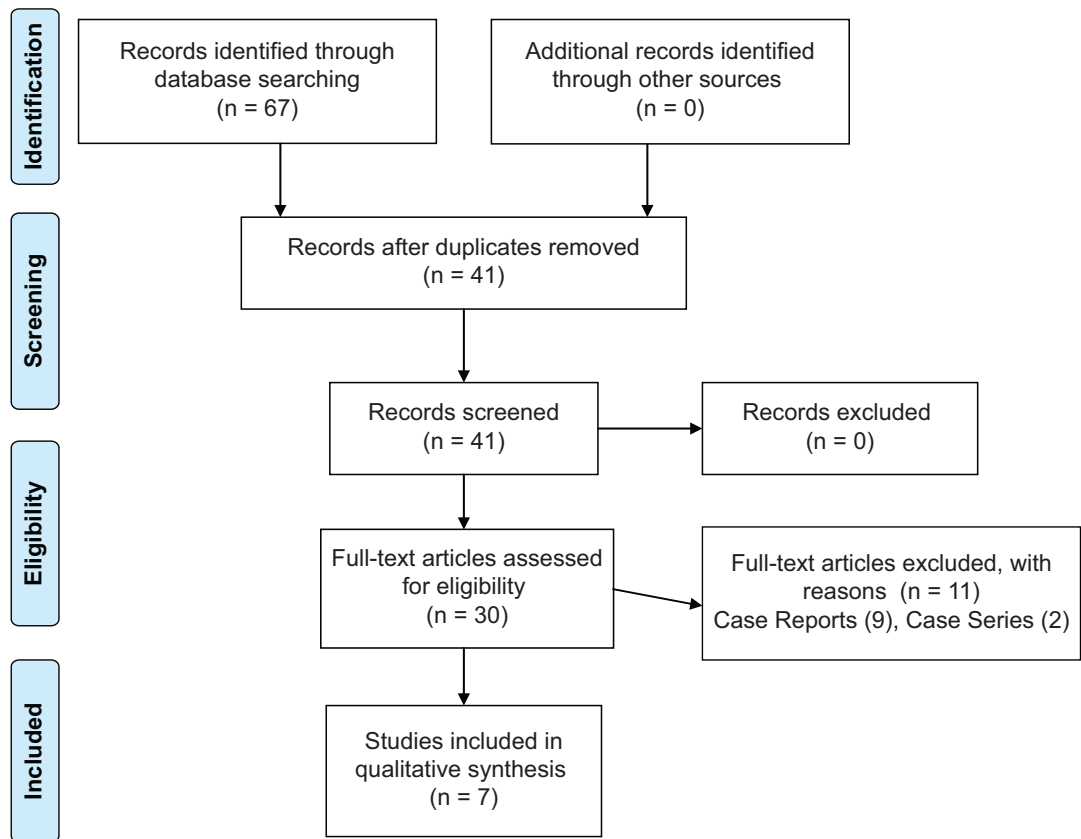 Identification
Records identified through
database searching
(n = 67)
Additional records identified
through other sources
(n = 0)
Screening
Records after duplicates removed
(n = 41)
Records screened
(n = 41)
Records excluded
(n = 0)
Eligibility
Full-text articles assessed
for eligibility
(n = 30)
Full-text articles excluded, with
reasons (n = 11)
Case Reports (9), Case Series (2)
Included
Studies included in
qualitative synthesis
(n = 7)